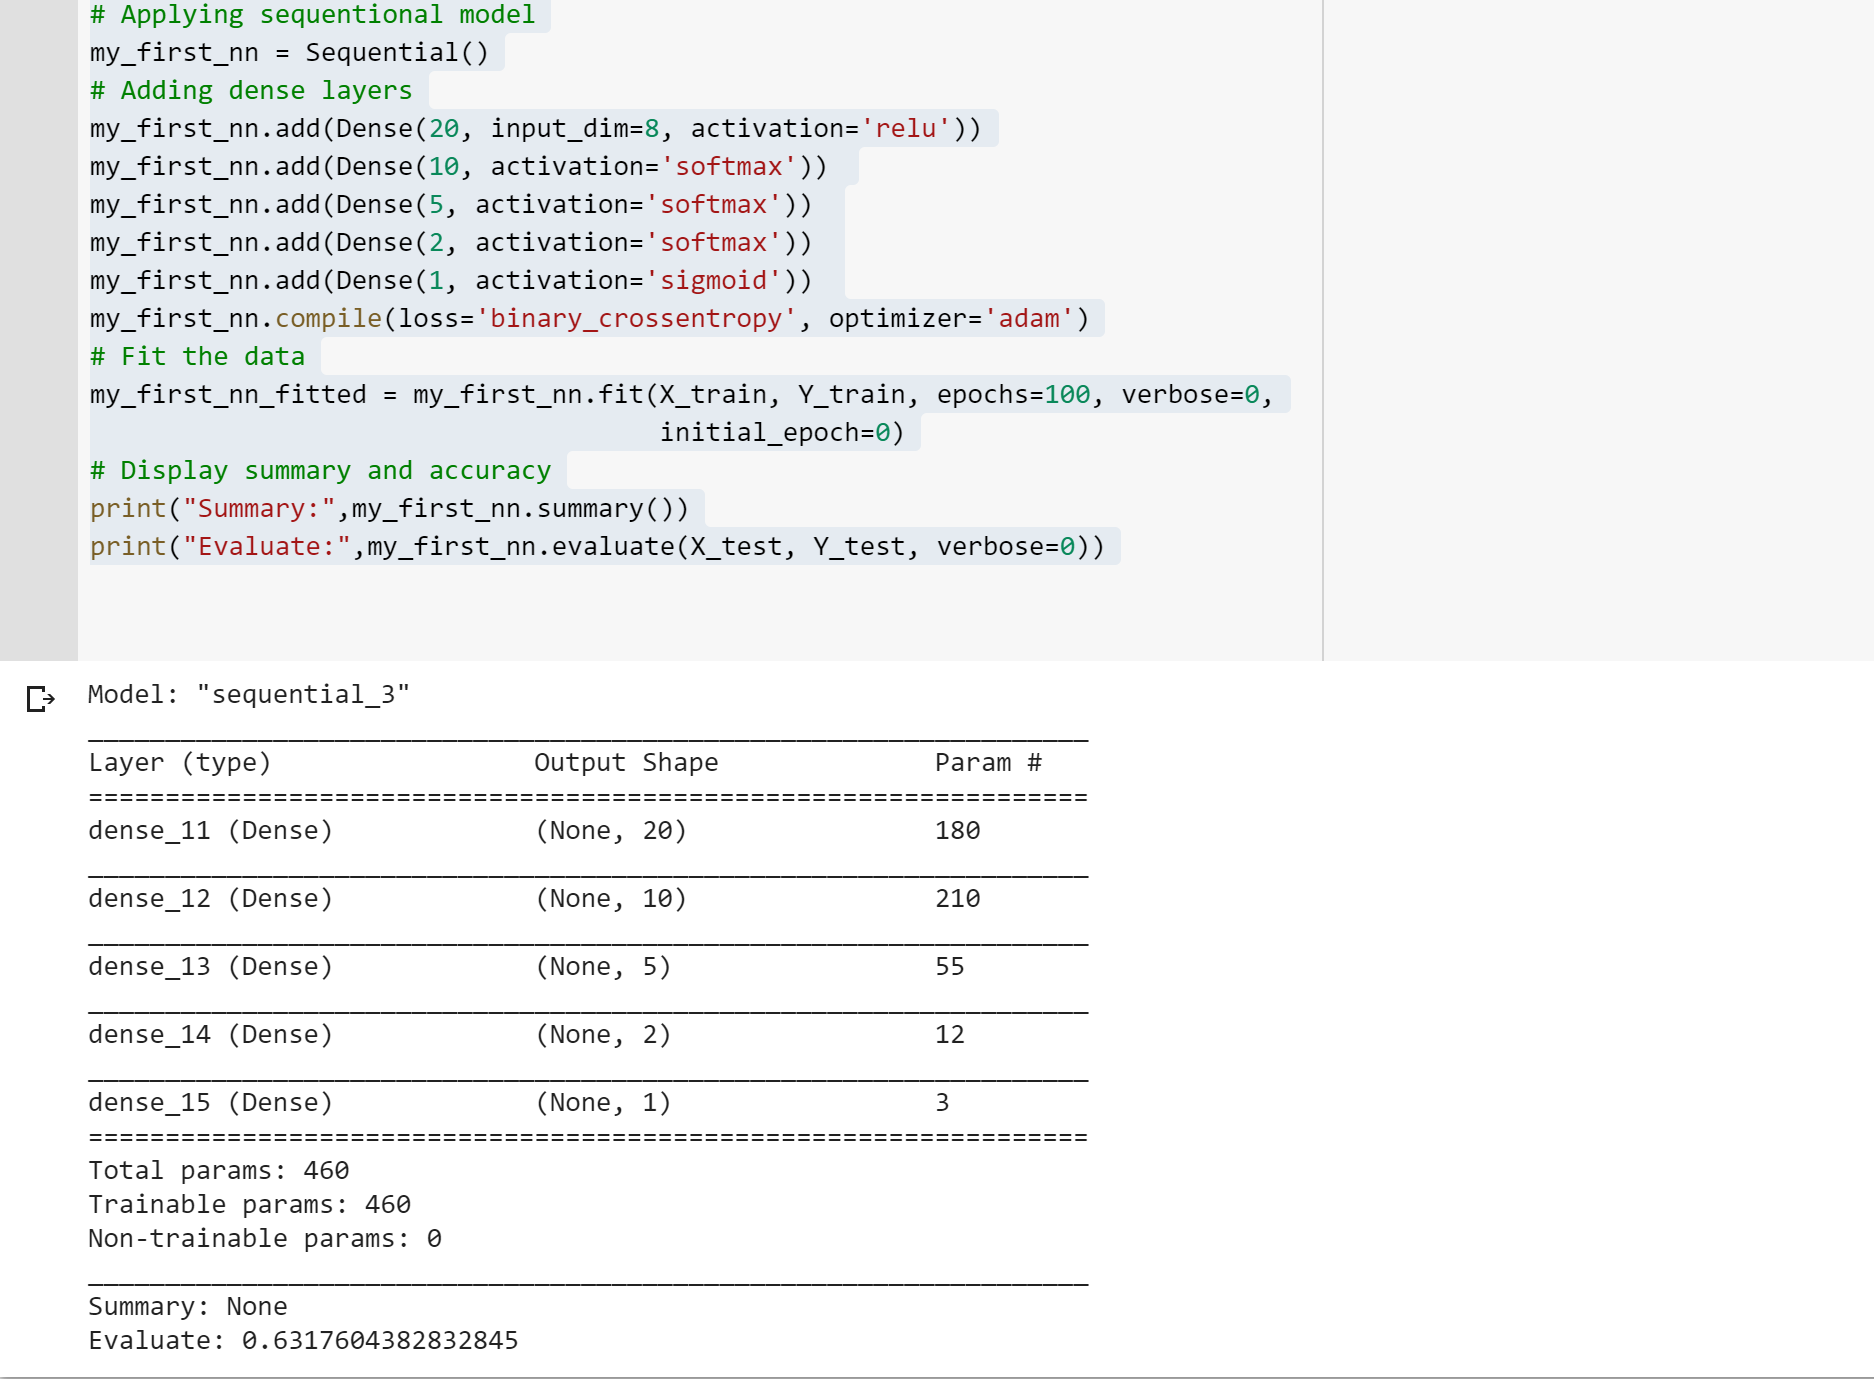 # Applying sequentional model
my_first_nn = Sequential()
# Adding dense layers
my_first_nn.add(Dense(20, input_dim=8, activation='relu'))
my_first_nn.add(Dense(10, activation='softmax'))
my_first_nn.add(Dense(5, activation='softmax'))
my_first_nn.add(Dense(2, activation='softmax'))
my_first_nn.add(Dense(1, activation='sigmoid'))
my_first_nn.compile(loss='binary_crossentropy', optimizer='adam')
# Fit the data
my_first_nn_fitted = my_first_nn.fit(X_train, Y_train, epochs=100, verbose=0,
initial_epoch=0)
# Display summary and accuracy
print("Summary:",my_first_nn.summary())
print("Evaluate:",my_first_nn.evaluate(X_test, Y_test, verbose=0))
Model: "sequential_3"
_________________________________________________________________
Layer (type) Output Shape Param #
=================================================================
dense_11 (Dense) (None, 20) 180
_________________________________________________________________
dense_12 (Dense) (None, 10) 210
_________________________________________________________________
dense_13 (Dense) (None, 5) 55
_________________________________________________________________
dense_14 (Dense) (None, 2) 12
_________________________________________________________________
dense_15 (Dense) (None, 1) 3
=================================================================
Total params: 460
Trainable params: 460
Non-trainable params: 0
_________________________________________________________________
Summary: None
Evaluate: 0.6317604382832845